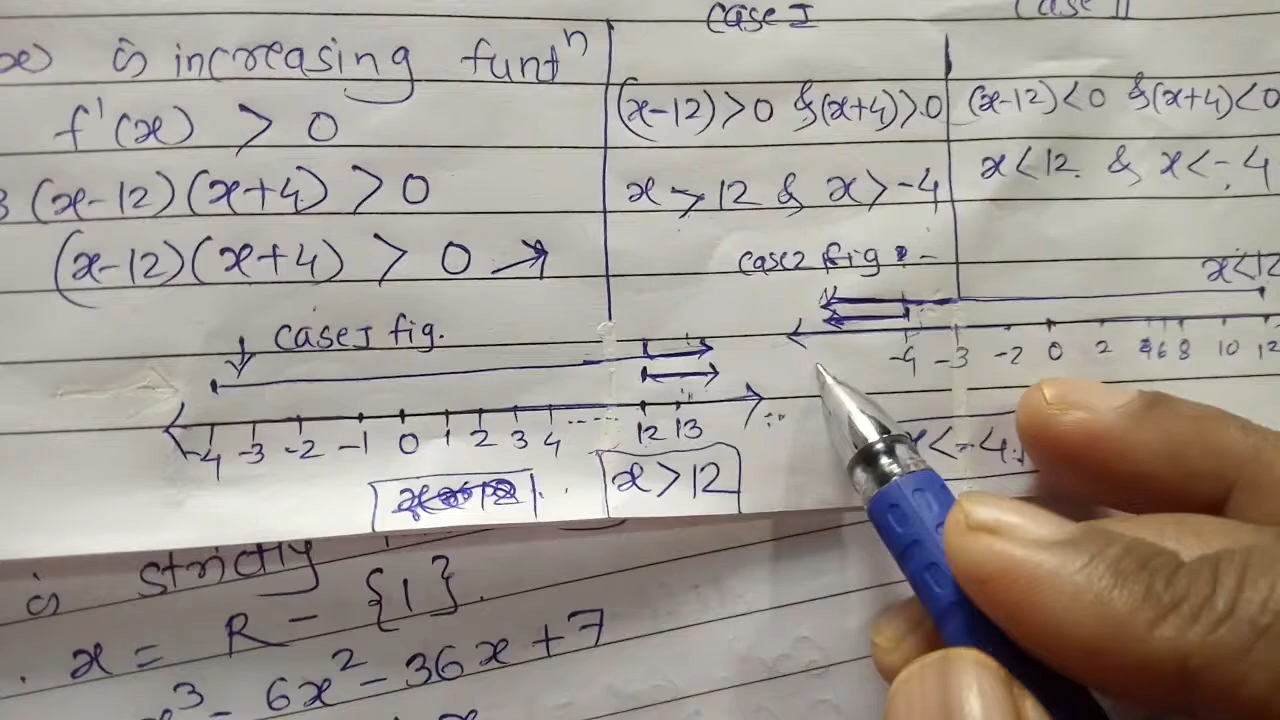 is increasing funtⁿ
f'(x) > 0
3 (x-12)(x+4) > 0
(x-12)(x+4) > 0 →
Case I
(x-12)>0 &(x+4)>0
x > 12 & x>-4
Case II
(x-12)<0 &(x+4)<0
x<12 & x<-4
Case I fig.
-4 -3 -2 -1 0 1 2 3 4 ...... 12 13
x>12
case2 fig
x<12
-4 -3 -2 0 2 4 6 8 10 12
x<-4
is strictly
x = R - {1}.
x³ - 6x² - 36x + 7